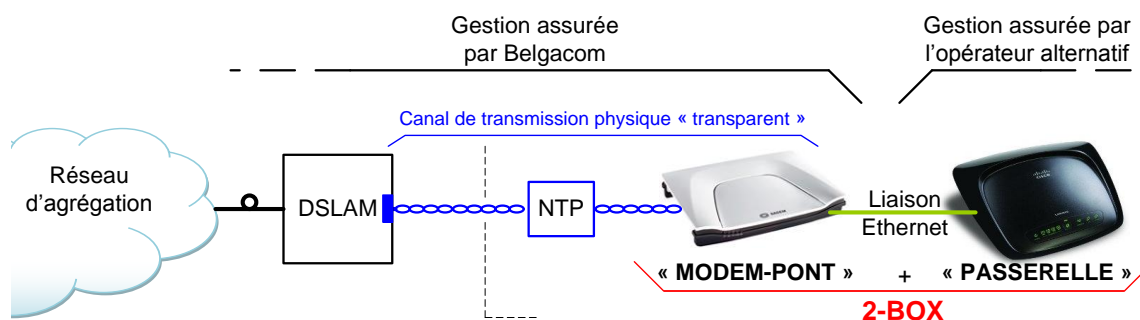 Gestion assurée
par Belgacom
Gestion assurée par
l'opérateur alternatif
Canal de transmission physique « transparent »
Réseau
d'agrégation
DSLAM
NTP
Liaison
Ethernet
CISCO
« MODEM-PONT »
+
« PASSERELLE »
2-BOX